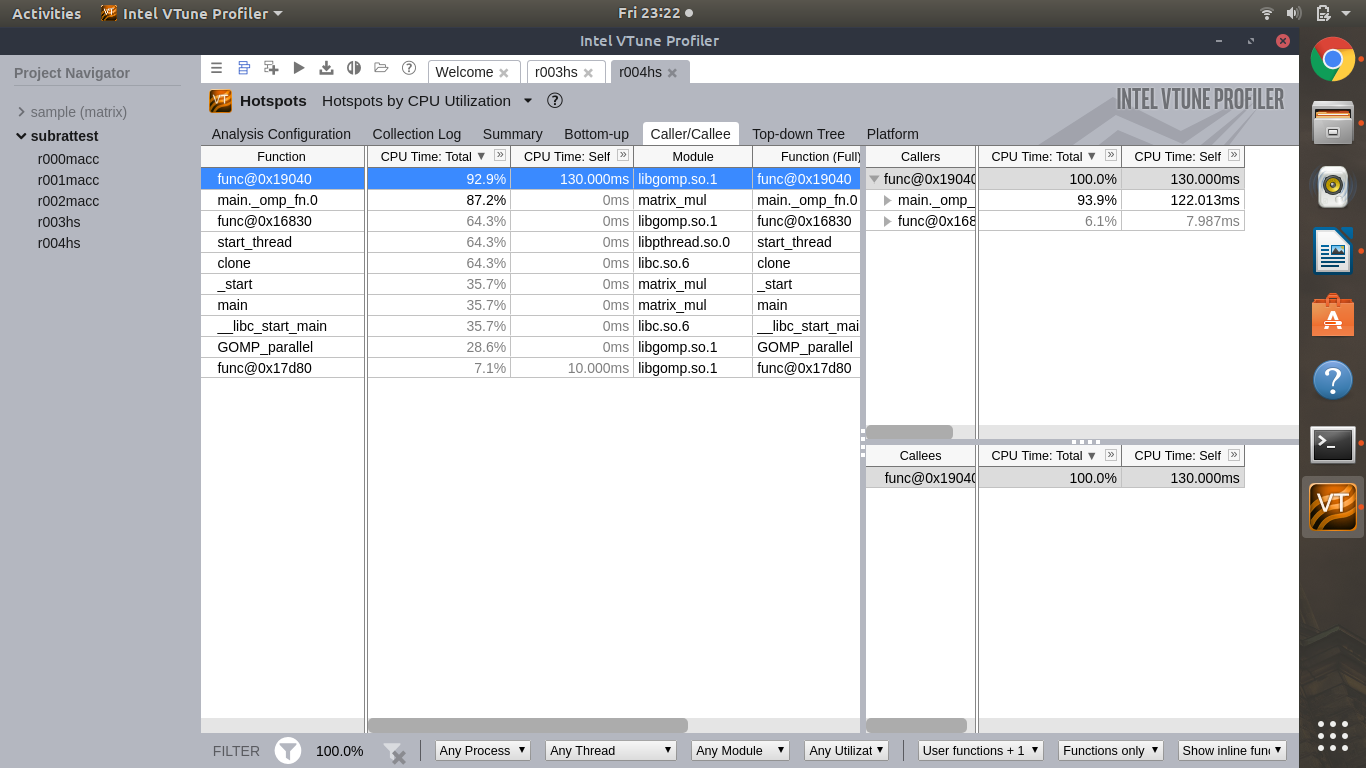 Activities Intel VTune Profiler Fri 23:22
Intel VTune Profiler
Project Navigator
sample (matrix)
subrattest
r000macc
r001macc
r002macc
r003hs
r004hs
Welcome r003hs r004hs
VT Hotspots Hotspots by CPU Utilization INTEL VTUNE PROFILER
Analysis Configuration Collection Log Summary Bottom-up Caller/Callee Top-down Tree Platform
Function CPU Time: Total CPU Time: Self Module Function (Full)
func@0x19040 92.9% 130.000ms libgomp.so.1 func@0x19040
main._omp_fn.0 87.2% 0ms matrix_mul main._omp_fn.0
func@0x16830 64.3% 0ms libgomp.so.1 func@0x16830
start_thread 64.3% 0ms libpthread.so.0 start_thread
clone 64.3% 0ms libc.so.6 clone
_start 35.7% 0ms matrix_mul _start
main 35.7% 0ms matrix_mul main
__libc_start_main 35.7% 0ms libc.so.6 __libc_start_mai
GOMP_parallel 28.6% 0ms libgomp.so.1 GOMP_parallel
func@0x17d80 7.1% 10.000ms libgomp.so.1 func@0x17d80
Callers CPU Time: Total CPU Time: Self
func@0x19040 100.0% 130.000ms
main._omp_ 93.9% 122.013ms
func@0x168 6.1% 7.987ms
Callees CPU Time: Total CPU Time: Self
func@0x19040 100.0% 130.000ms
FILTER 100.0% Any Process Any Thread Any Module Any Utilizat User functions + 1 Functions only Show inline func
VT